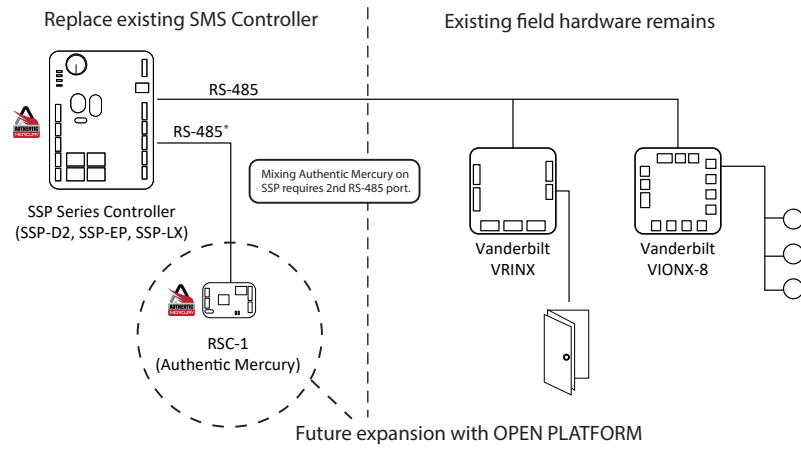 Replace existing SMS Controller
Existing field hardware remains
RS-485
RS-485*
AUTHENTIC
MERCURY
Mixing Authentic Mercury on
SSP requires 2nd RS-485 port.
SSP Series Controller
(SSP-D2, SSP-EP, SSP-LX)
Vanderbilt
VRINX
Vanderbilt
VIONX-8
AUTHENTIC
MERCURY
RSC-1
(Authentic Mercury)
Future expansion with OPEN PLATFORM